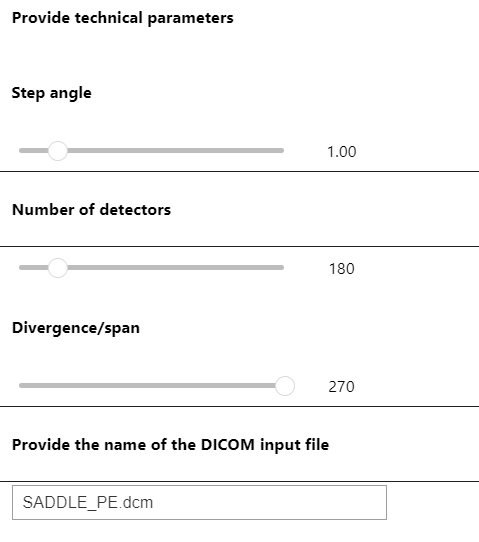 Provide technical parameters
Step angle
1.00
Number of detectors
180
Divergence/span
270
Provide the name of the DICOM input file
SADDLE_PE.dcm